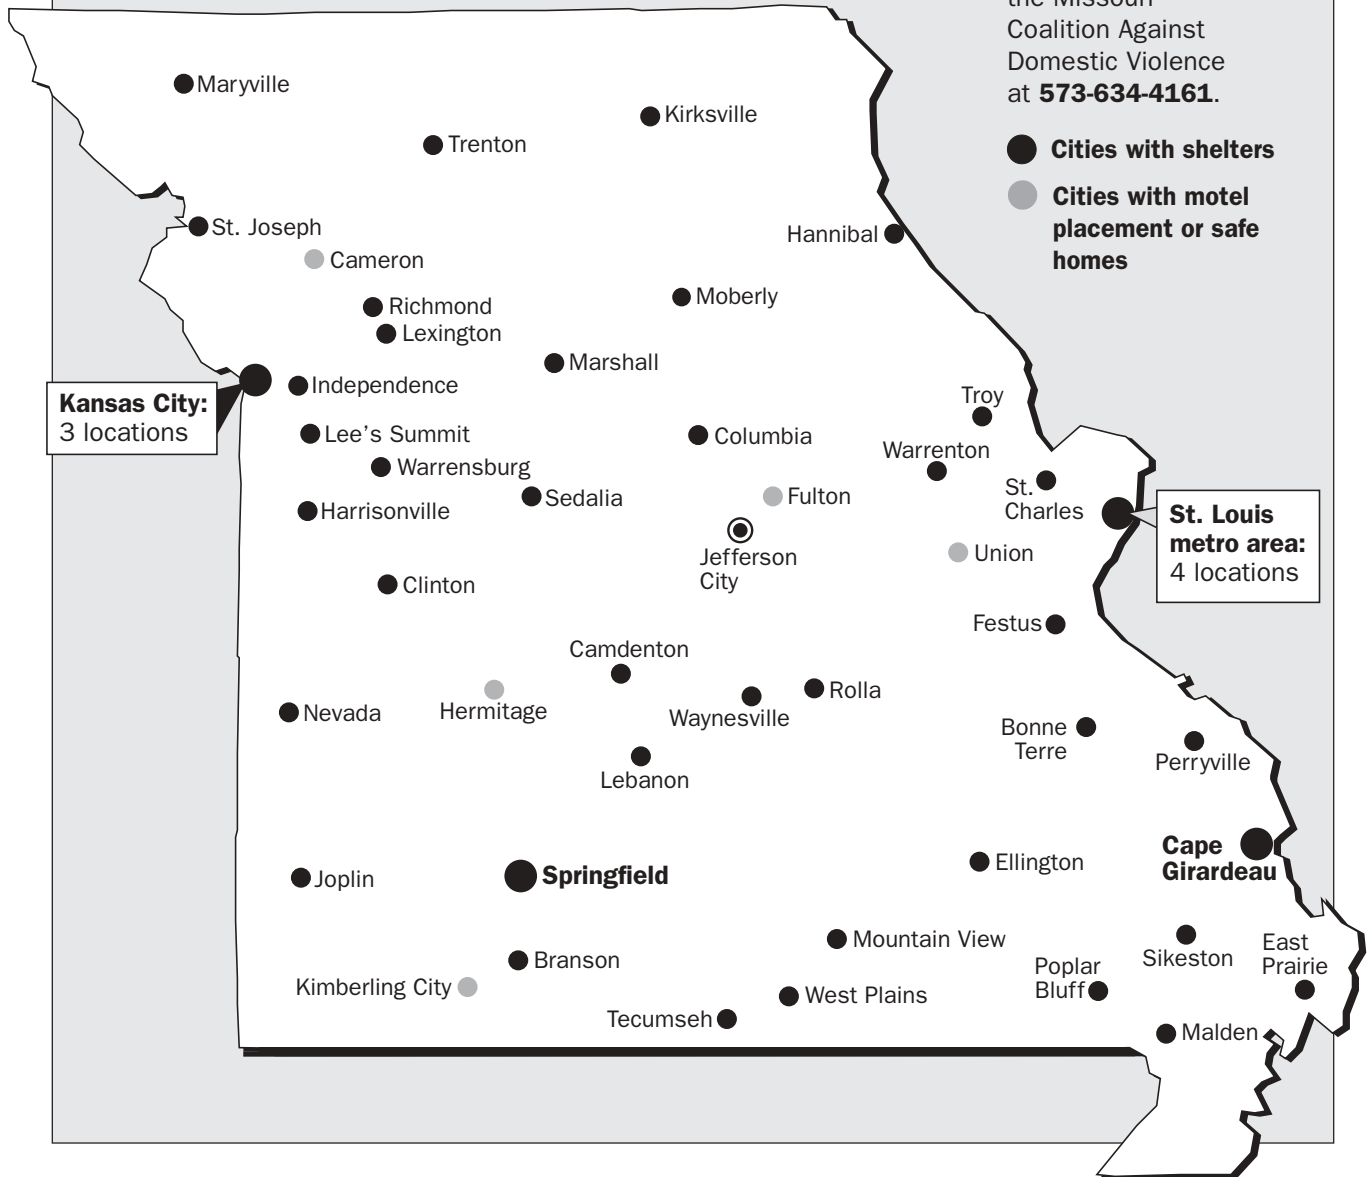 Coalition Against
Domestic Violence
at 573-634-4161.
Cities with shelters
Cities with motel
placement or safe
homes
Maryville
Kirksville
Trenton
St. Joseph
Hannibal
Cameron
Moberly
Richmond
Lexington
Marshall
Independence
Kansas City:
3 locations
Troy
Lee's Summit
Columbia
Warrenton
Warrensburg
St.
Charles
Sedalia
Fulton
Harrisonville
St. Louis
metro area:
4 locations
Jefferson
City
Union
Clinton
Festus
Camdenton
Rolla
Hermitage
Nevada
Waynesville
Bonne
Terre
Perryville
Lebanon
Cape
Girardeau
Ellington
Springfield
Joplin
Mountain View
Sikeston
East
Prairie
Branson
Poplar
Bluff
Kimberling City
West Plains
Tecumseh
Malden